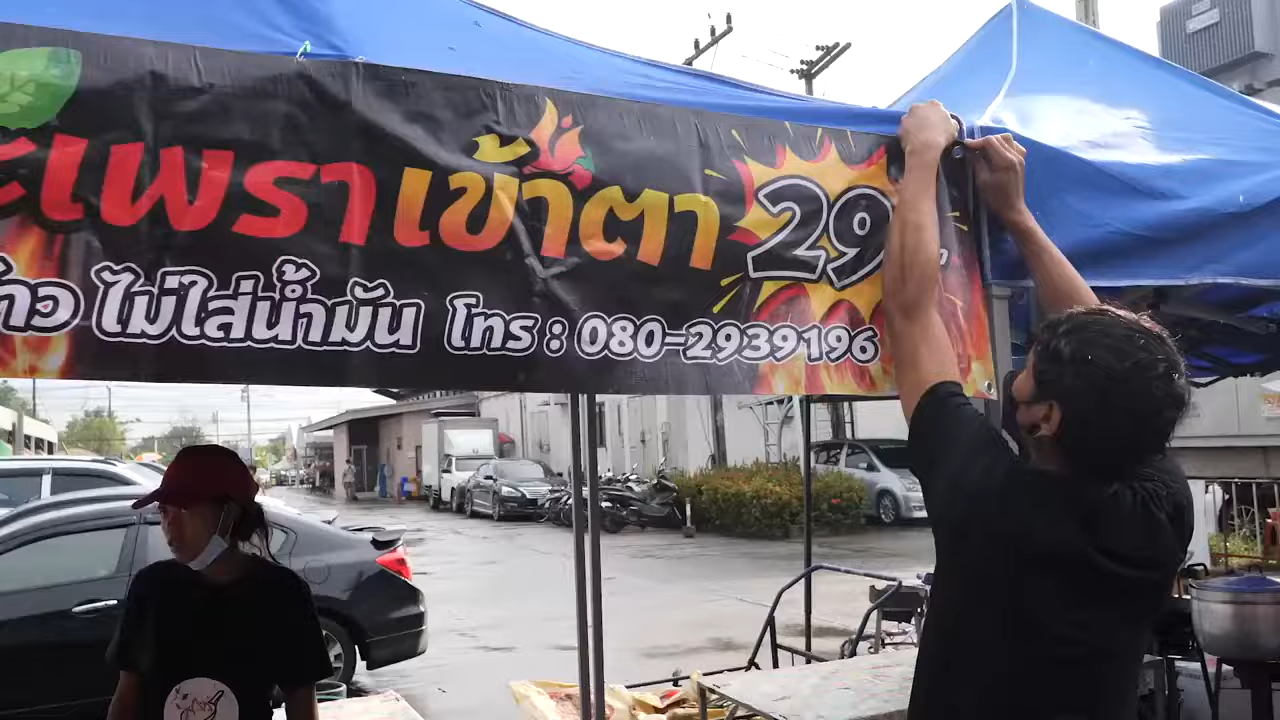 ะเพราเข้าตา 29
ไม่ใส่น้ำมัน โทร : 080-2939196